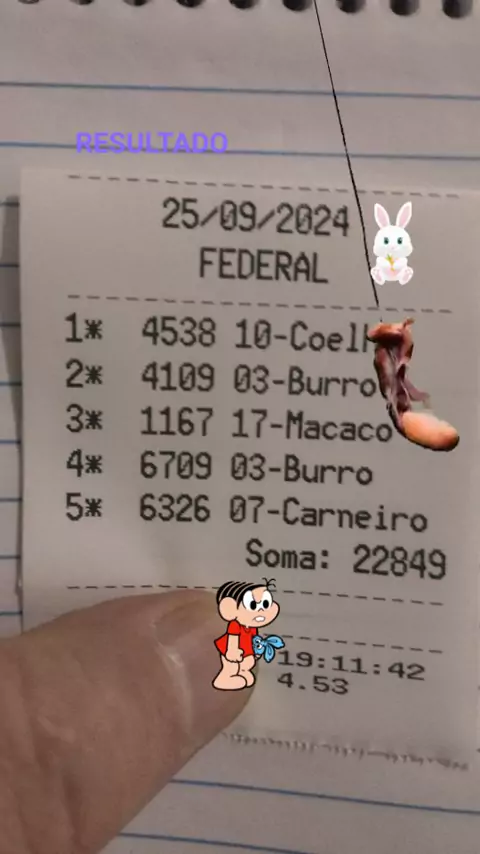 RESULTADO
25/09/2024
FEDERAL
1* 4538 10-Coel
2* 4109 03-Burro
3* 1167 17-Macaco
4* 6709 03-Burro
5* 6326 07-Carneiro
Soma: 22849
19:11:42
4.53